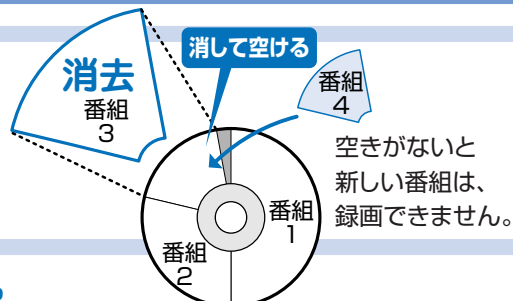 消して空ける
消去
番組
3
番組
4
空きがないと
新しい番組は、
録画できません。
番組
1
番組
2